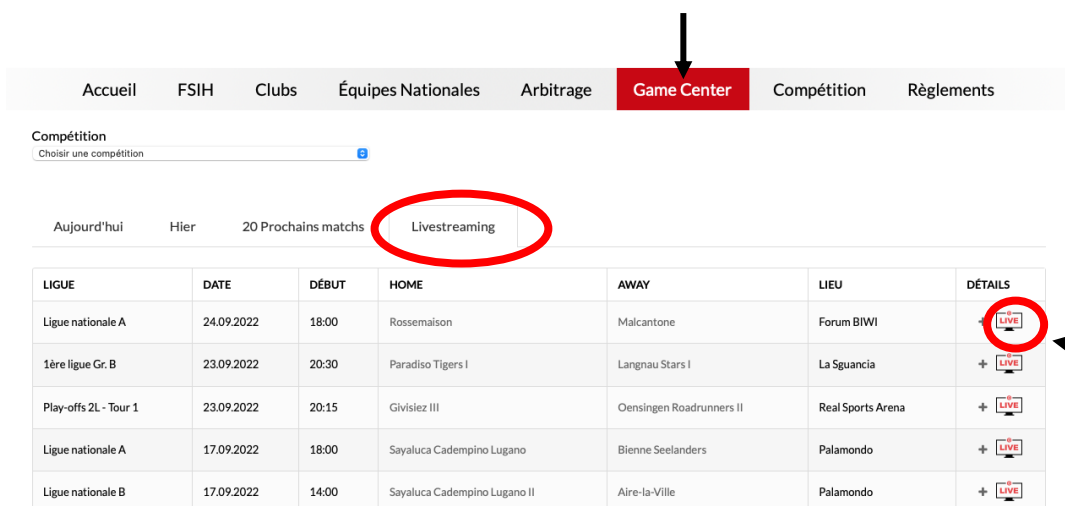 Accueil FSIH Clubs Équipes Nationales Arbitrage Game Center Compétition Règlements
Compétition
Choisir une compétition
Aujourd'hui Hier 20 Prochains matchs Livestreaming
LIGUE DATE DÉBUT HOME AWAY LIEU DÉTAILS
Ligue nationale A 24.09.2022 18:00 Rossemaison Malcantone Forum BIWI + LIVE
1ère ligue Gr. B 23.09.2022 20:30 Paradiso Tigers I Langnau Stars I La Sguancia + LIVE
Play-offs 2L - Tour 1 23.09.2022 20:15 Givisiez III Oensingen Roadrunners II Real Sports Arena + LIVE
Ligue nationale A 17.09.2022 18:00 Sayaluca Cadempino Lugano Bienne Seelanders Palamondo + LIVE
Ligue nationale B 17.09.2022 14:00 Sayaluca Cadempino Lugano II Aire-la-Ville Palamondo + LIVE